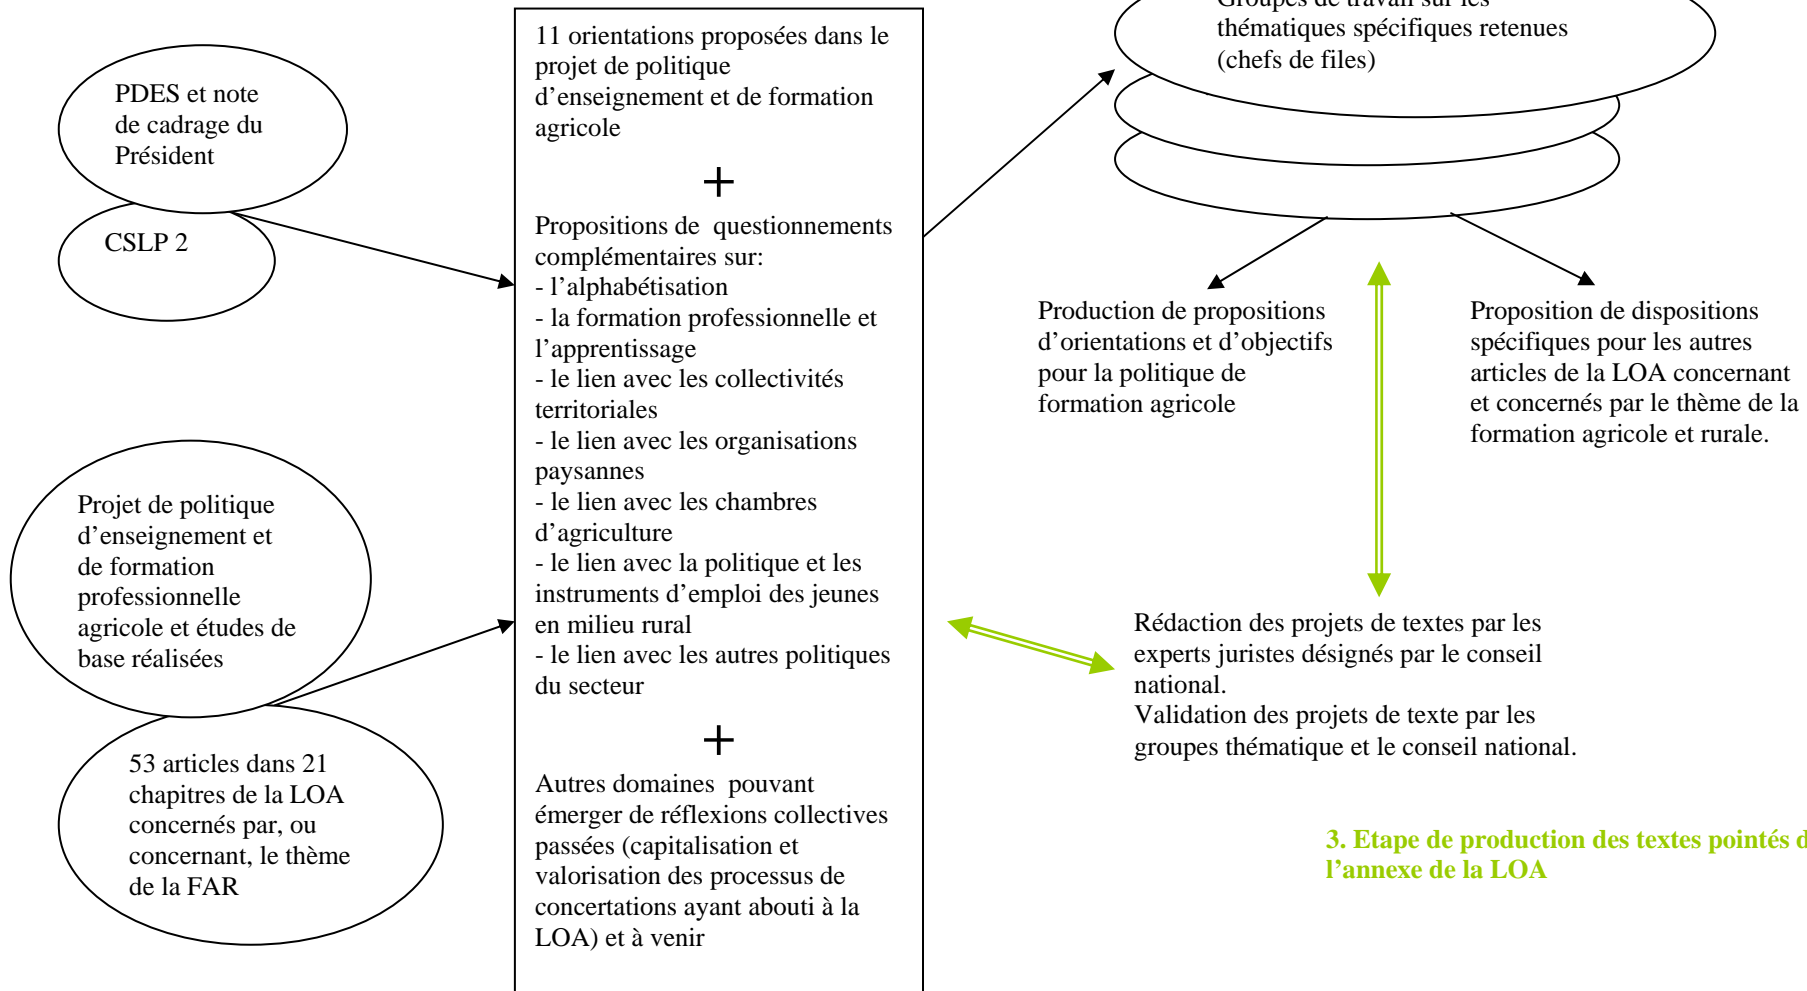 PDES et note
de cadrage du
Président
CSLP 2
Projet de politique
d’enseignement et
de formation
professionnelle
agricole et études de
base réalisées
53 articles dans 21
chapitres de la LOA
concernés par, ou
concernant, le thème
de la FAR
11 orientations proposées dans le
projet de politique
d’enseignement et de formation
agricole
+
Propositions de  questionnements
complémentaires sur:
- l’alphabétisation
- la formation professionnelle et
l’apprentissage
- le lien avec les collectivités
territoriales
- le lien avec les organisations
paysannes
- le lien avec les chambres
d’agriculture
- le lien avec la politique et les
instruments d’emploi des jeunes
en milieu rural
- le lien avec les autres politiques
du secteur
+
Autres domaines  pouvant
émerger de réflexions collectives
passées (capitalisation et
valorisation des processus de
concertations ayant abouti à la
LOA) et à venir
Groupes de travail sur les
thématiques spécifiques retenues
(chefs de files)
Production de propositions
d’orientations et d’objectifs
pour la politique de
formation agricole
Proposition de dispositions
spécifiques pour les autres
articles de la LOA concernant
et concernés par le thème de la
formation agricole et rurale.
Rédaction des projets de textes par les
experts juristes désignés par le conseil
national.
Validation des projets de texte par les
groupes thématique et le conseil national.
3. Etape de production des textes pointés
l’annexe de la LOA